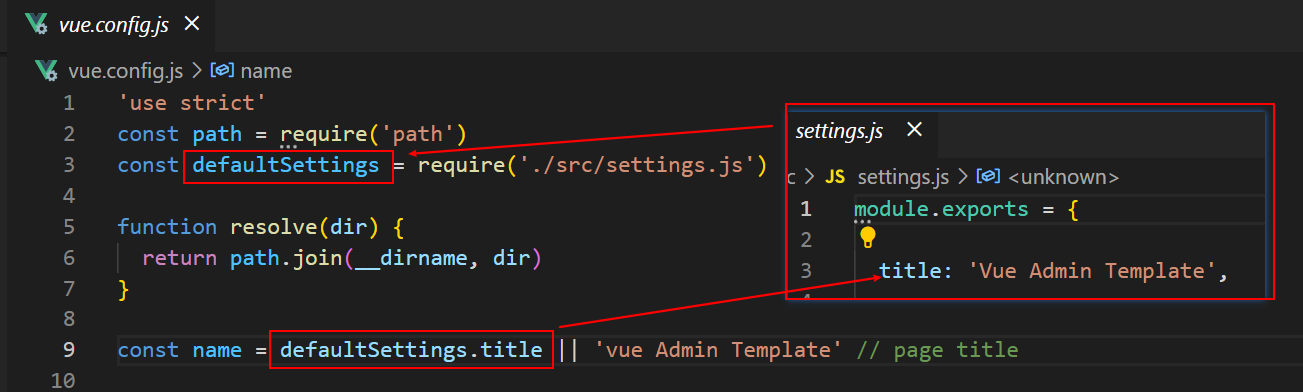 vue.config.js ×
vue.config.js > name
1 'use strict'
2 const path = require('path')
3 const defaultSettings = require('./src/settings.js')
4
5 function resolve(dir) {
6 return path.join(__dirname, dir)
7 }
8
9 const name = defaultSettings.title || 'vue Admin Template' // page title
10
settings.js ×
c > JS settings.js > <unknown>
1 module.exports = {
2
3 title: 'Vue Admin Template',